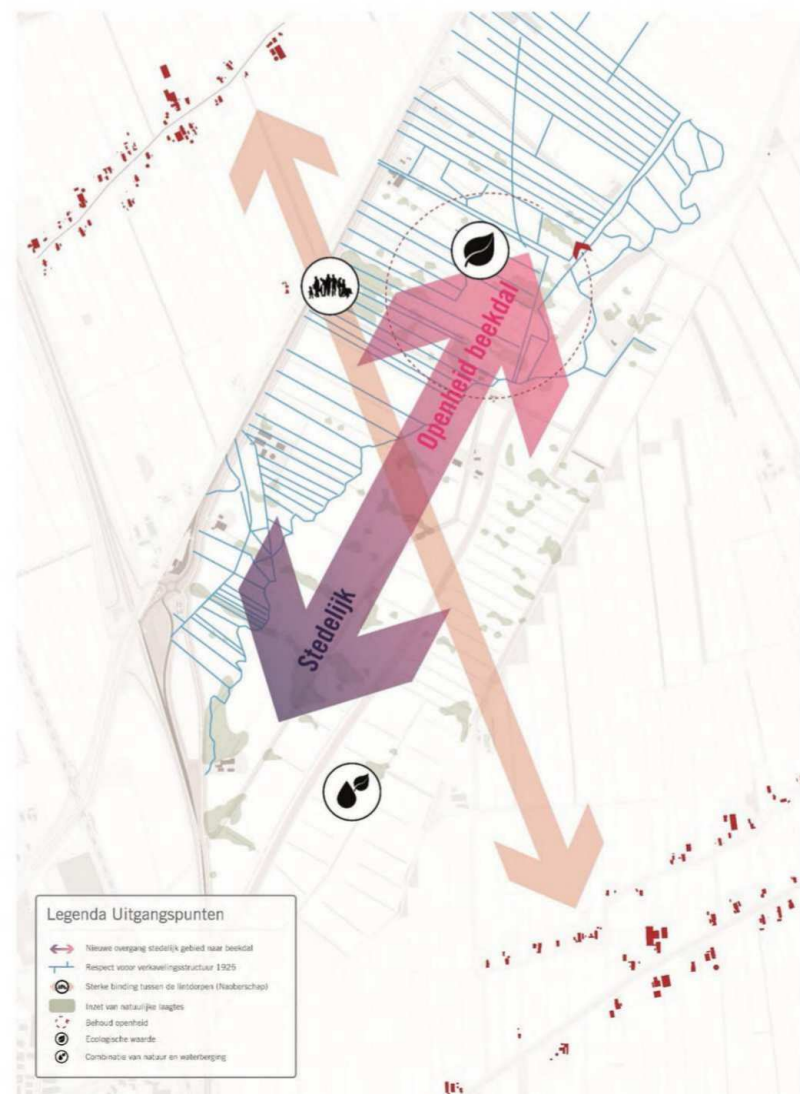 Openheid beekdal
Stedelijk
Legenda Uitgangspunten
Nieuwe overgang stedelijk gebied naar beekdal
Respect voor verkavelingsstructuur 1925
Sterke binding tussen de lintdorpen (Naoberschap)
Inzet van natuurlijke laagtes
Behoud openheid
Ecologische waarde
Combinatie van natuur en waterberging